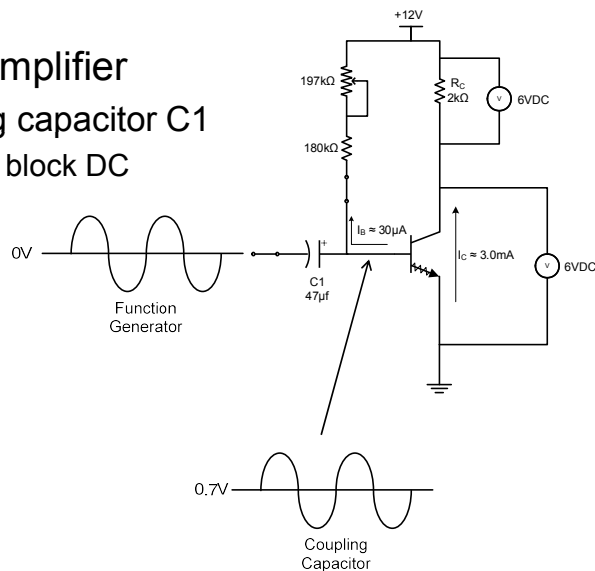 +12V
mplifier
g capacitor C1
block DC
197kΩ
RC
2kΩ
V
6VDC
180kΩ
IB ≈ 30µA
IC ≈ 3.0mA
V
6VDC
0V
+
C1
47µf
Function
Generator
0.7V
Coupling
Capacitor